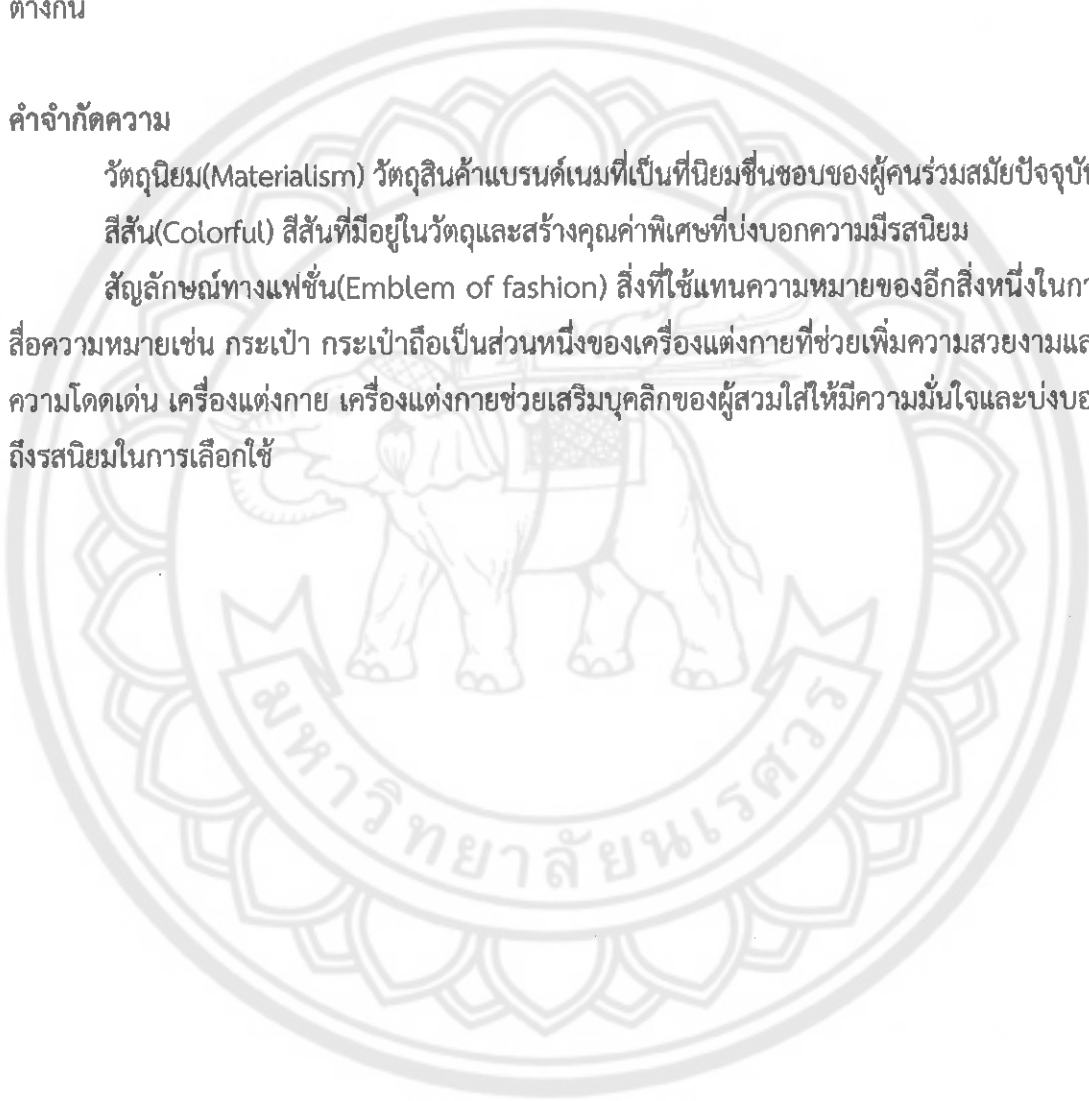 ต่างกัน
คำจำกัดความ
วัตถุนิยม(Materialism) วัตถุสินค้าแบรนด์เนมที่เป็นที่นิยมชื่นชอบของผู้คนร่วมสมัยปัจจุบัน
สีสัน(Colorful) สีสันที่มีอยู่ในวัตถุและสร้างคุณค่าพิเศษที่บ่งบอกความมีรสนิยม
สัญลักษณ์ทางแฟชั่น(Emblem of fashion) สิ่งที่ใช้แทนความหมายของอีกสิ่งหนึ่งในกา
สื่อความหมายเช่น กระเป๋า กระเป๋าถือเป็นส่วนหนึ่งของเครื่องแต่งกายที่ช่วยเพิ่มความสวยงามแล
ความโดดเด่น เครื่องแต่งกาย เครื่องแต่งกายช่วยเสริมบุคลิกของผู้สวมใส่ให้มีความมั่นใจและบ่งบอ
ถึงรสนิยมในการเลือกใช้
มหาวิทยาลัยนเรศวร